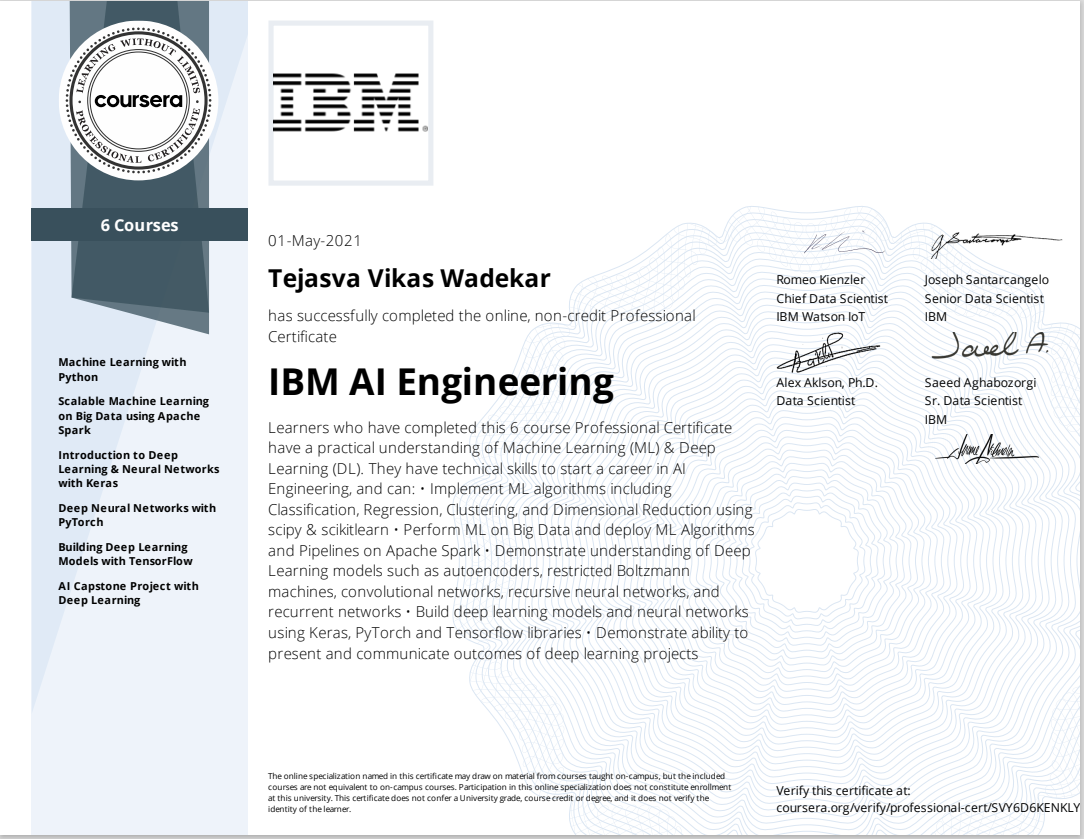 LEARNING WITHOUT LIMITS
coursera
PROFESSIONAL CERTIFICATE
6 Courses
Machine Learning with
Python
Scalable Machine Learning
on Big Data using Apache
Spark
Introduction to Deep
Learning & Neural Networks
with Keras
Deep Neural Networks with
PyTorch
Building Deep Learning
Models with TensorFlow
AI Capstone Project with
Deep Learning
IBM®
01-May-2021
Tejasva Vikas Wadekar
has successfully completed the online, non-credit Professional
Certificate
IBM AI Engineering
Learners who have completed this 6 course Professional Certificate
have a practical understanding of Machine Learning (ML) & Deep
Learning (DL). They have technical skills to start a career in AI
Engineering, and can: • Implement ML algorithms including
Classification, Regression, Clustering, and Dimensional Reduction using
scipy & scikitlearn • Perform ML on Big Data and deploy ML Algorithms
and Pipelines on Apache Spark • Demonstrate understanding of Deep
Learning models such as autoencoders, restricted Boltzmann
machines, convolutional networks, recursive neural networks, and
recurrent networks • Build deep learning models and neural networks
using Keras, PyTorch and Tensorflow libraries • Demonstrate ability to
present and communicate outcomes of deep learning projects
The online specialization named in this certificate may draw on material from courses taught on-campus, but the included
courses are not equivalent to on-campus courses. Participation in this online specialization does not constitute enrollment
at this university. This certificate does not confer a University grade, course credit or degree, and it does not verify the
identity of the learner.
Romeo Kienzler
Chief Data Scientist
IBM Watson IoT
Joseph Santarcangelo
Senior Data Scientist
IBM
Alex Aklson, Ph.D.
Data Scientist
Saeed Aghabozorgi
Sr. Data Scientist
IBM
Verify this certificate at:
coursera.org/verify/professional-cert/SVY6D6KENKLY